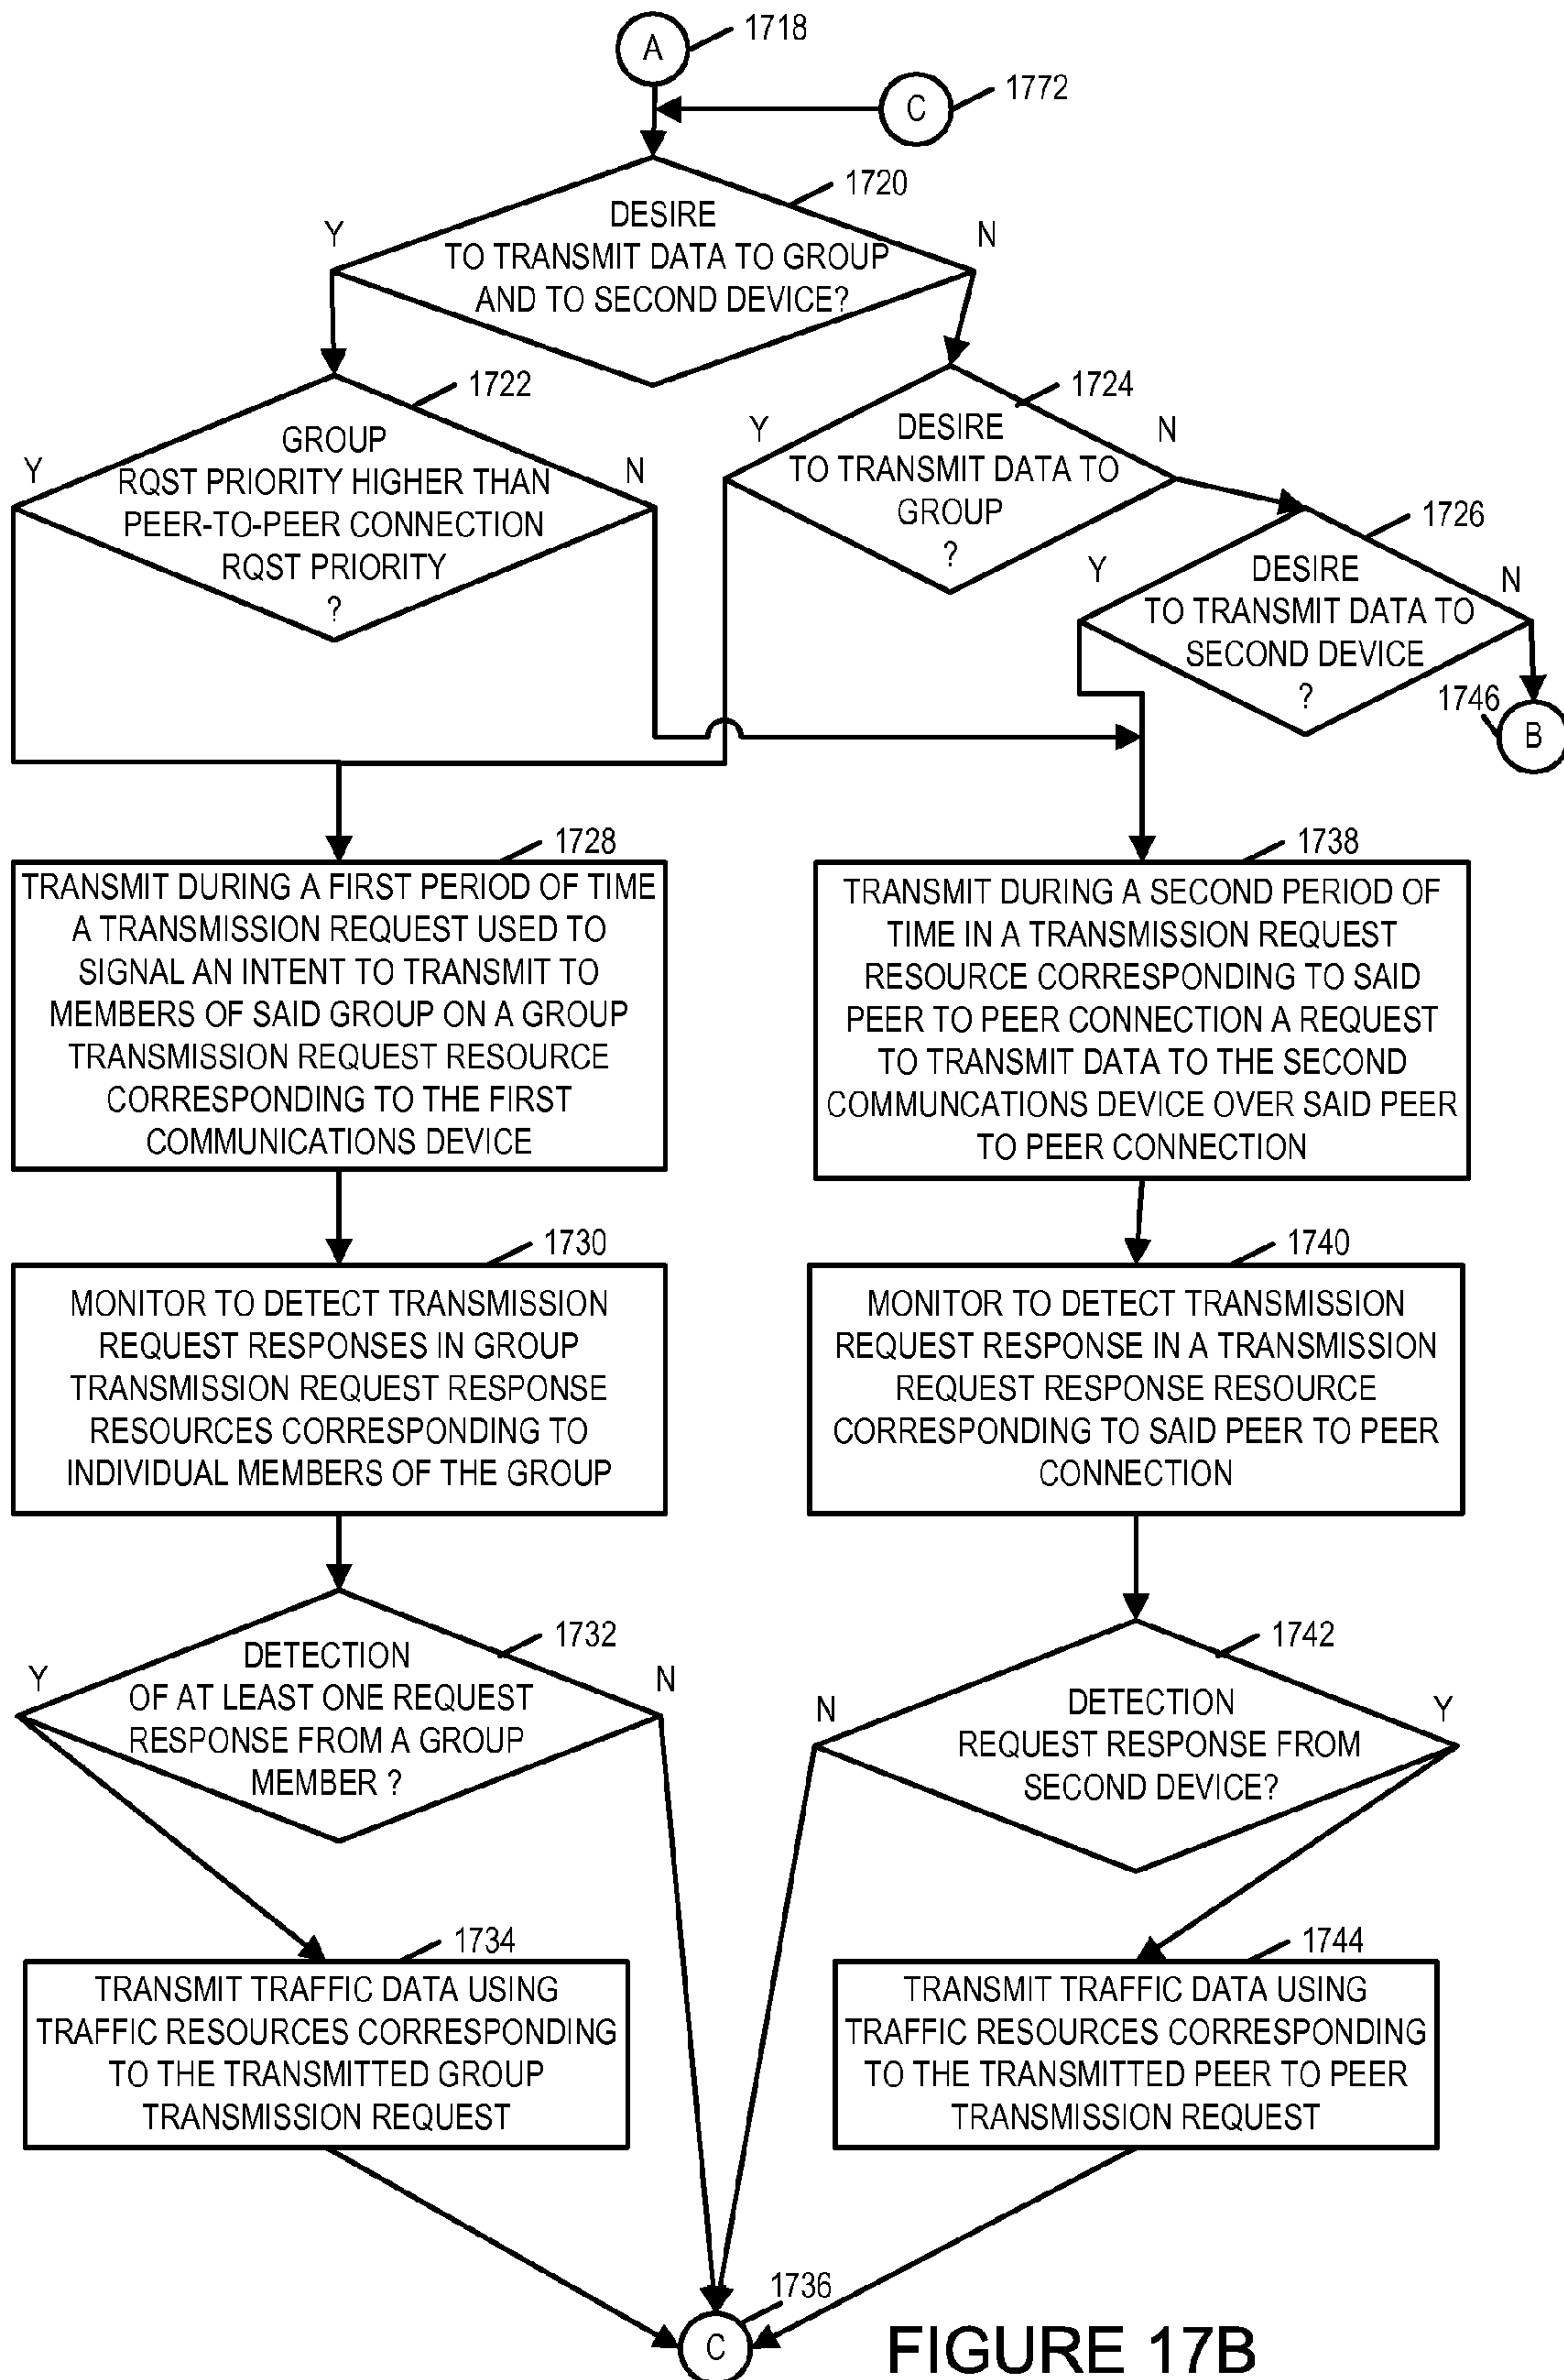 A
1718
C
1772
1720
DESIRE
TO TRANSMIT DATA TO GROUP
AND TO SECOND DEVICE?
Y
N
1722
GROUP
RQST PRIORITY HIGHER THAN
PEER-TO-PEER CONNECTION
RQST PRIORITY
?
Y
N
1724
DESIRE
TO TRANSMIT DATA TO
GROUP
?
Y
N
1726
DESIRE
TO TRANSMIT DATA TO
SECOND DEVICE
?
Y
N
1746
B
1728
TRANSMIT DURING A FIRST PERIOD OF TIME
A TRANSMISSION REQUEST USED TO
SIGNAL AN INTENT TO TRANSMIT TO
MEMBERS OF SAID GROUP ON A GROUP
TRANSMISSION REQUEST RESOURCE
CORRESPONDING TO THE FIRST
COMMUNICATIONS DEVICE
1738
TRANSMIT DURING A SECOND PERIOD OF
TIME IN A TRANSMISSION REQUEST
RESOURCE CORRESPONDING TO SAID
PEER TO PEER CONNECTION A REQUEST
TO TRANSMIT DATA TO THE SECOND
COMMUNCATIONS DEVICE OVER SAID PEER
TO PEER CONNECTION
1730
MONITOR TO DETECT TRANSMISSION
REQUEST RESPONSES IN GROUP
TRANSMISSION REQUEST RESPONSE
RESOURCES CORRESPONDING TO
INDIVIDUAL MEMBERS OF THE GROUP
1740
MONITOR TO DETECT TRANSMISSION
REQUEST RESPONSE IN A TRANSMISSION
REQUEST RESPONSE RESOURCE
CORRESPONDING TO SAID PEER TO PEER
CONNECTION
1732
DETECTION
OF AT LEAST ONE REQUEST
RESPONSE FROM A GROUP
MEMBER ?
Y
N
1742
DETECTION
REQUEST RESPONSE FROM
SECOND DEVICE?
N
Y
1734
TRANSMIT TRAFFIC DATA USING
TRAFFIC RESOURCES CORRESPONDING
TO THE TRANSMITTED GROUP
TRANSMISSION REQUEST
1744
TRANSMIT TRAFFIC DATA USING
TRAFFIC RESOURCES CORRESPONDING
TO THE TRANSMITTED PEER TO PEER
TRANSMISSION REQUEST
1736
C
FIGURE 17B